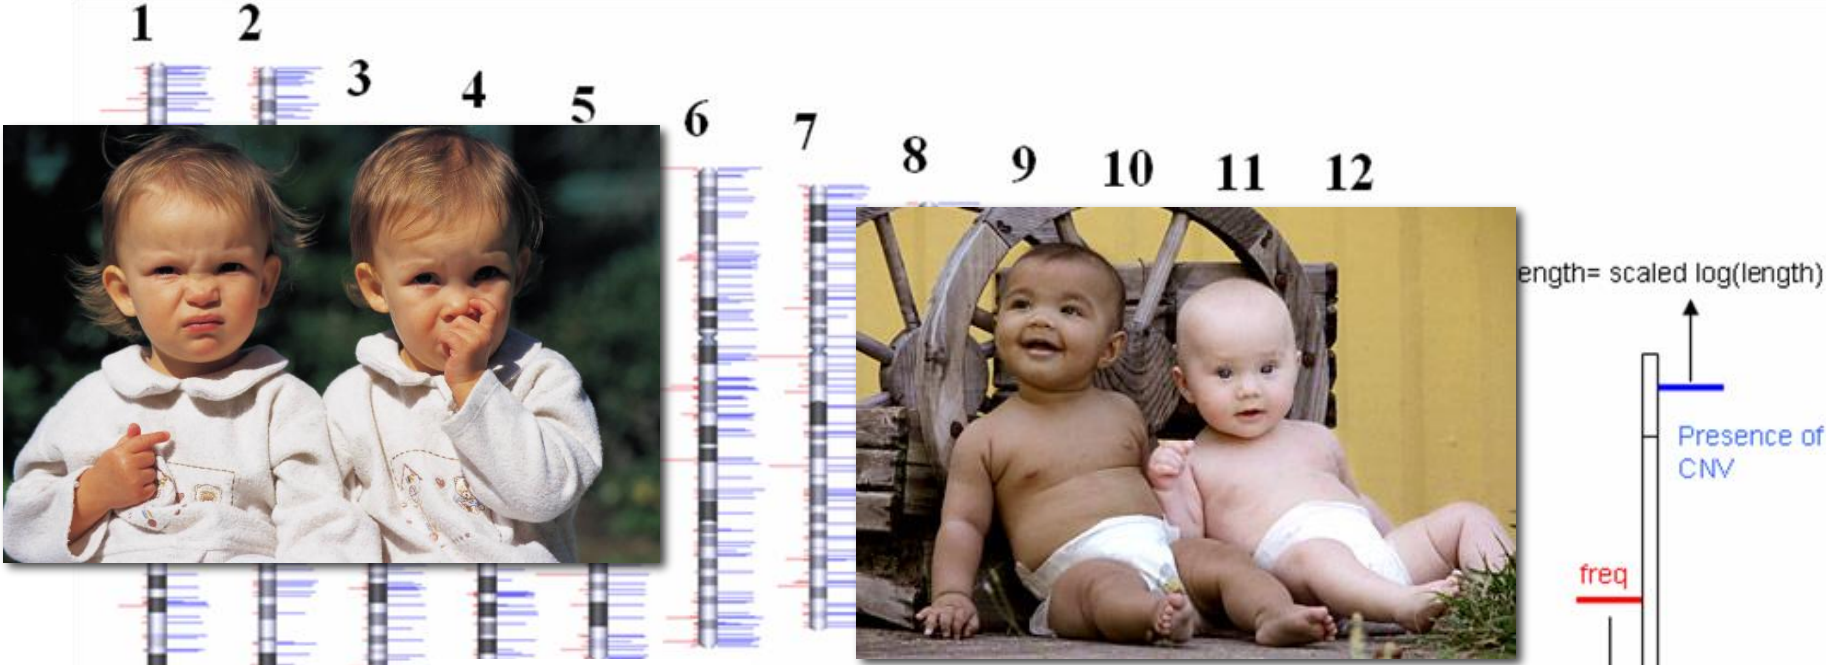 1 2
3
4
5
6
7
8
9
10
11
12
ength= scaled log(length)
Presence of
CNV
freq